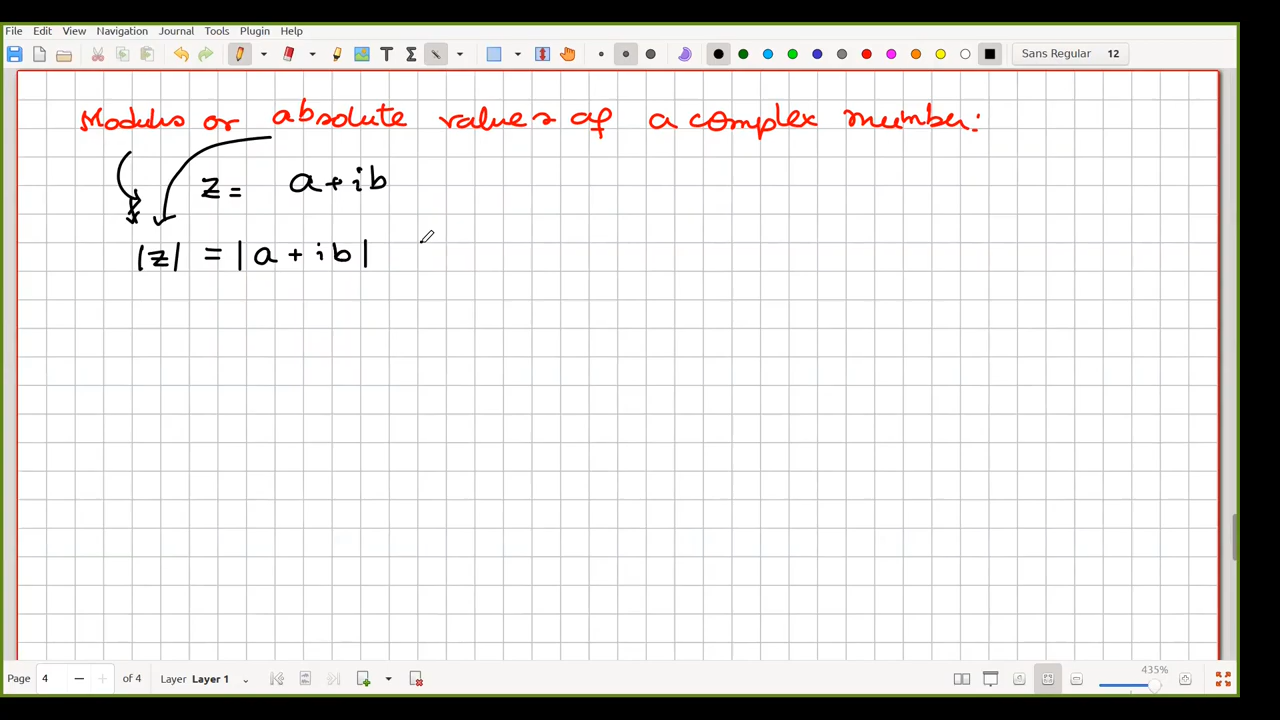 File Edit View Navigation Journal Tools Plugin Help
Sans Regular 12
Modulus or absolute values of a complex number:
z = a + ib
|z| = |a + ib|
Page 4 of 4 Layer Layer 1 435%